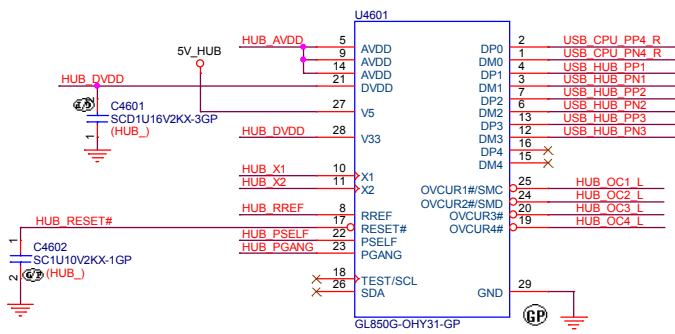 U4601
HUB_AVDD
5
AVDD
9
AVDD
14
AVDD
HUB_DVDD
21
DVDD
5V_HUB
27
V5
HUB_DVDD
28
V33
HUB_X1
10
X1
HUB_X2
11
X2
HUB_RREF
8
RREF
HUB_RESET#
17
RESET#
HUB_PSELF
22
PSELF
HUB_PGANG
23
PGANG
18
TEST/SCL
26
SDA
DP0
2
USB_CPU_PP4_R
DM0
1
USB_CPU_PN4_R
DP1
4
USB_HUB_PP1
DM1
3
USB_HUB_PN1
DP2
7
USB_HUB_PP2
DM2
6
USB_HUB_PN2
DP3
13
USB_HUB_PP3
DM3
12
USB_HUB_PN3
DP4
16
DM4
15
OVCUR1#/SMC
25
HUB_OC1_L
OVCUR2#/SMD
24
HUB_OC2_L
OVCUR3#
20
HUB_OC3_L
OVCUR4#
19
HUB_OC4_L
GND
29
GP
GL850G-OHY31-GP
2
C4601
SCD1U16V2KX-3GP
(HUB_)
1
1
C4602
SC1U10V2KX-1GP
(HUB_)
2